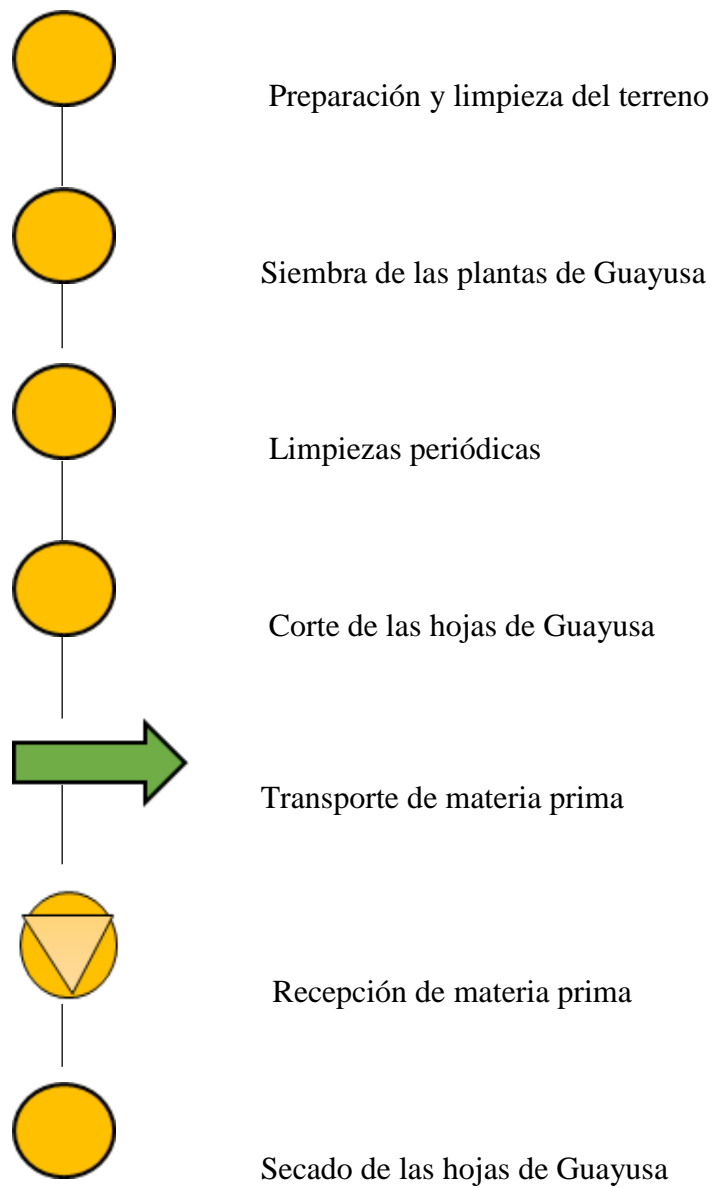 Preparación y limpieza del terreno
Siembra de las plantas de Guayusa
Limpiezas periódicas
Corte de las hojas de Guayusa
Transporte de materia prima
Recepción de materia prima
Secado de las hojas de Guayusa